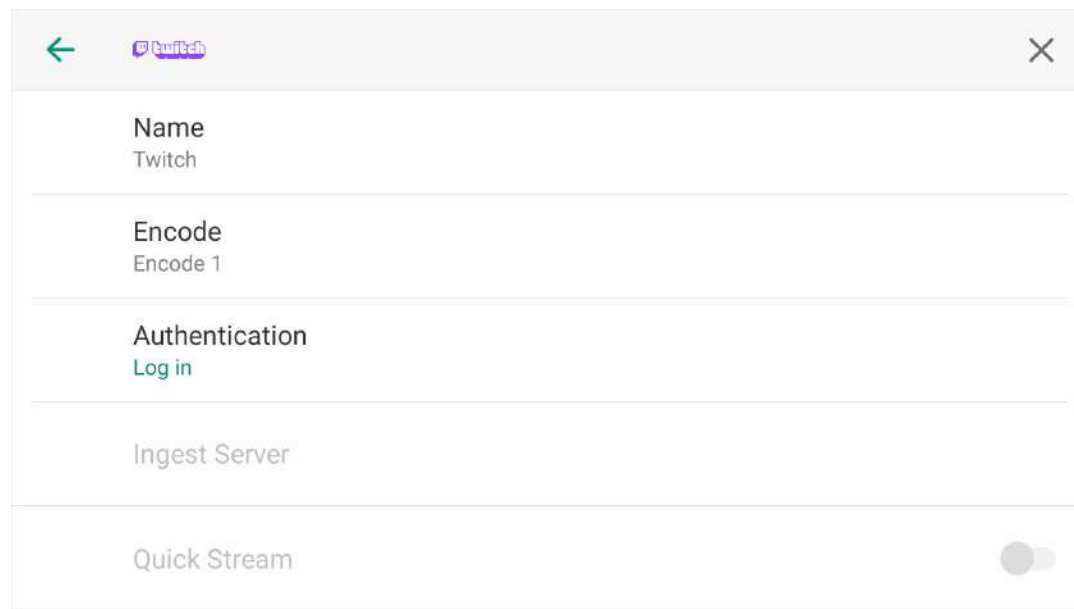 twitch
Name
Twitch
Encode
Encode 1
Authentication
Log in
Ingest Server
Quick Stream